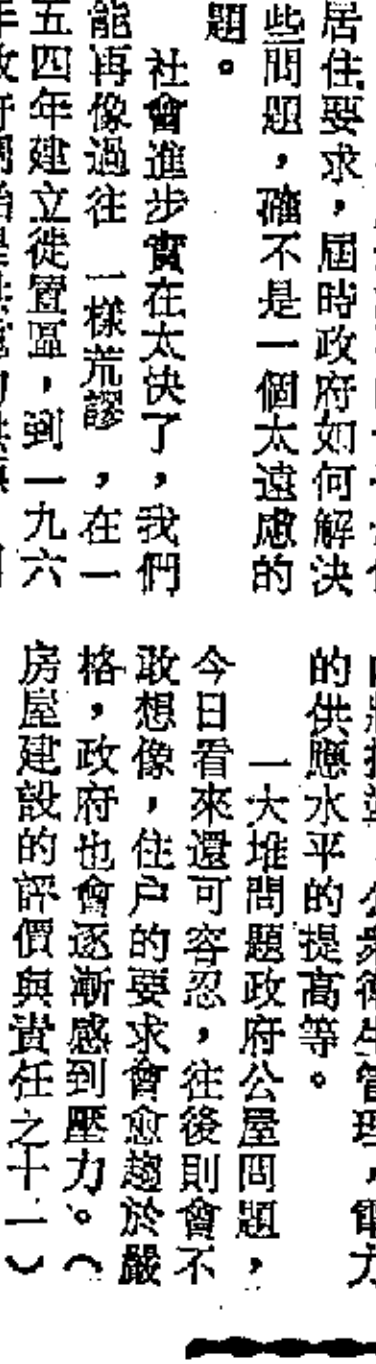 居住要求，屆時政府如何解決
些問題，確不是一個太遠慮的
題。
社會進步實在太快了，我們
能再像過往一樣荒謬，在一
五四年建立徙置區，到一九六
的供應水平的提高等。
一大堆問題政府公屋問題，
今日看來還可容忍，往後則會不
敢想像，住户的要求會愈趨於嚴
格，政府也會逐漸感到壓力。（
房屋建設的評價與責任之十二）